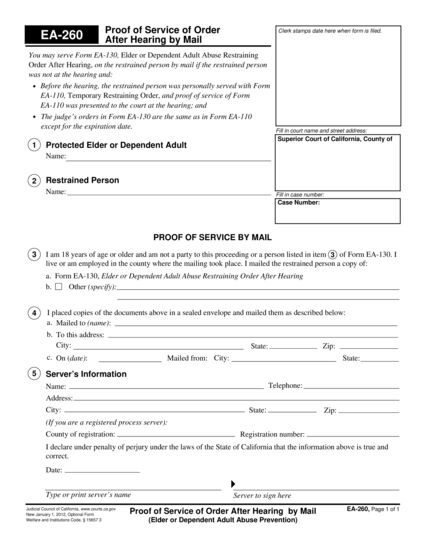 EA-260
Proof of Service of Order
After Hearing by Mail
Clerk stamps date here when form is filed.
You may serve Form EA-130, Elder or Dependent Adult Abuse Restraining
Order After Hearing, on the restrained person by mail if the restrained person
was not at the hearing and:
• Before the hearing, the restrained person was personally served with Form
EA-110, Temporary Restraining Order, and proof of service of Form
EA-110 was presented to the court at the hearing; and
• The judge's orders in Form EA-130 are the same as in Form EA-110
except for the expiration date.
Fill in court name and street address:
Superior Court of California, County of
1 Protected Elder or Dependent Adult
Name:
2 Restrained Person
Name:
Fill in case number:
Case Number:
PROOF OF SERVICE BY MAIL
3 I am 18 years of age or older and am not a party to this proceeding or a person listed in item 3 of Form EA-130. I
live or am employed in the county where the mailing took place. I mailed the restrained person a copy of:
a. Form EA-130, Elder or Dependent Adult Abuse Restraining Order After Hearing
b. Other (specify):
4 I placed copies of the documents above in a sealed envelope and mailed them as described below:
a. Mailed to (name):
b. To this address:
City: State: Zip:
c. On (date): Mailed from: City: State:
5 Server's Information
Name: Telephone:
Address:
City: State: Zip:
(If you are a registered process server):
County of registration: Registration number:
I declare under penalty of perjury under the laws of the State of California that the information above is true and
correct.
Date:
Type or print server's name Server to sign here
Judicial Council of California, www.courts.ca.gov
New January 1, 2012, Optional Form
Welfare and Institutions Code, § 15657.3
Proof of Service of Order After Hearing by Mail
(Elder or Dependent Adult Abuse Prevention)
EA-260, Page 1 of 1